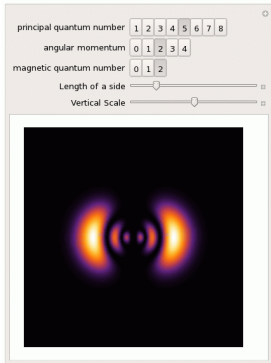 principal quantum number 1 2 3 4 5 6 7 8
angular momentum 0 1 2 3 4
magnetic quantum number 0 1 2
Length of a side
Vertical Scale